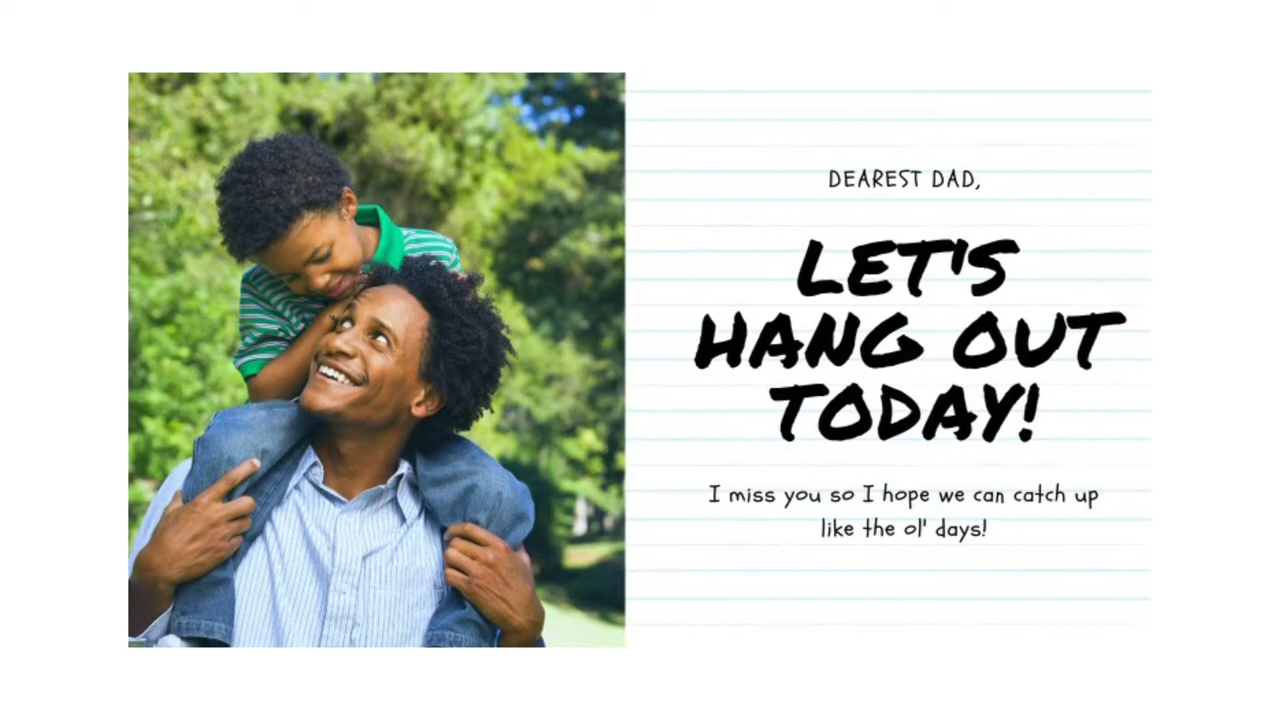 DEAREST DAD,
LET'S
HANG OUT
TODAY!
I miss you so I hope we can catch up
like the ol' days!